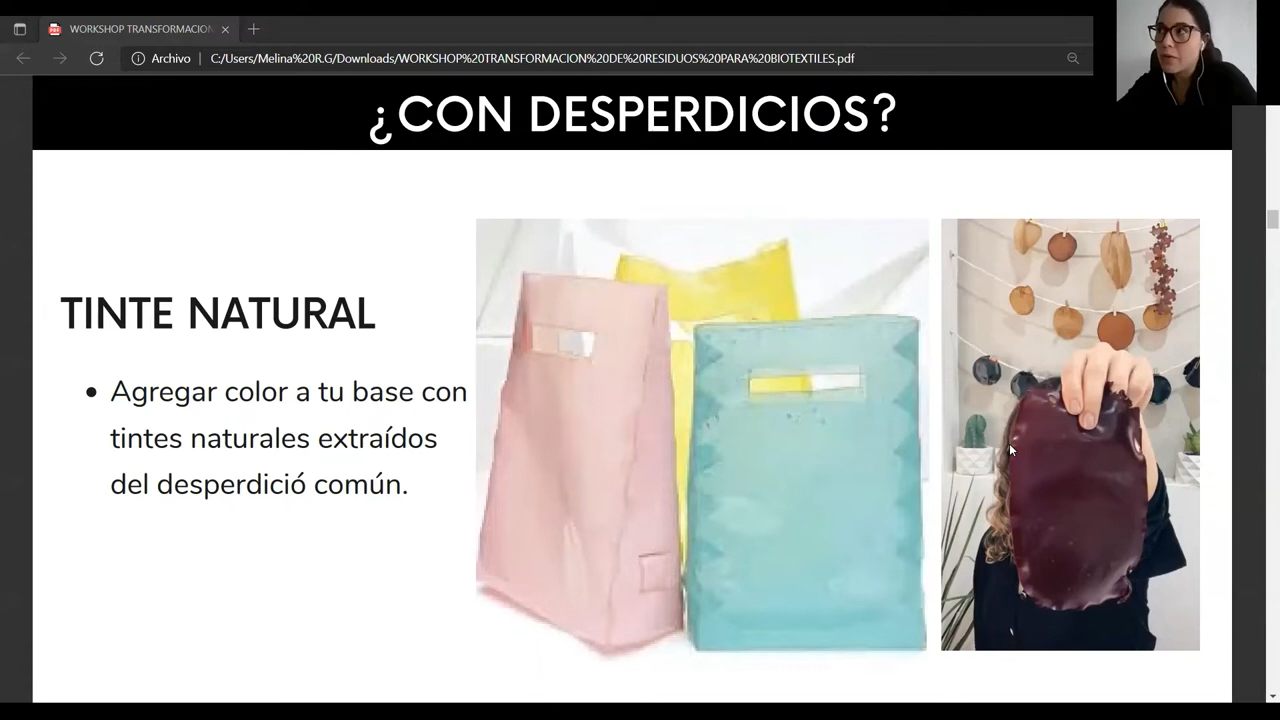 WORKSHOP TRANSFORMACION
Archivo
C:/Users/Melina%20R.G/Downloads/WORKSHOP%20TRANSFORMACION%20DE%20RESIDUOS%20PARA%20BIOTEXTILES.pdf
¿CON DESPERDICIOS?
TINTE NATURAL
• Agregar color a tu base con
tintes naturales extraídos
del desperdició común.